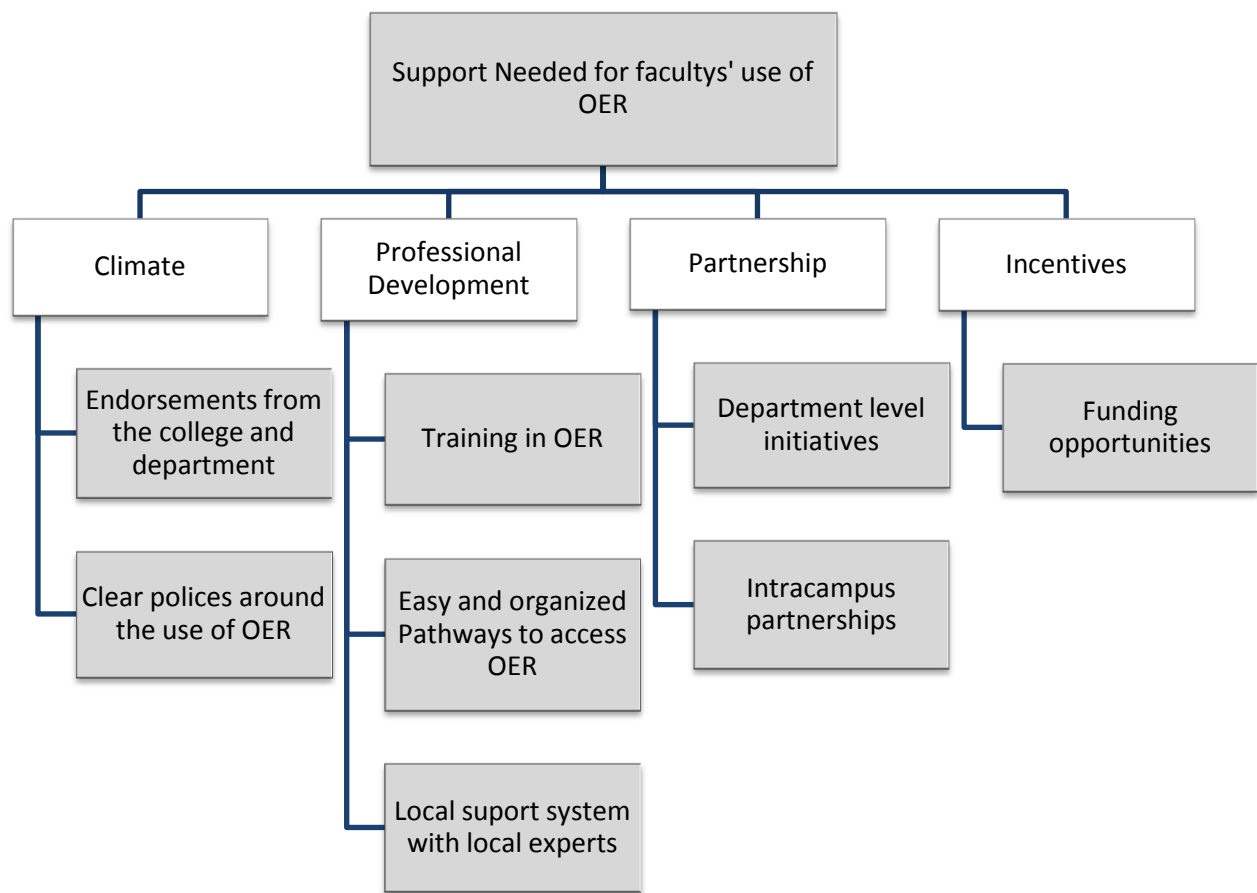 Support Needed for facultys' use of
OER
Climate
Professional
Development
Partnership
Incentives
Endorsements from
the college and
department
Clear polices around
the use of OER
Training in OER
Easy and organized
Pathways to access
OER
Local suport system
with local experts
Department level
initiatives
Intracampus
partnerships
Funding
opportunities